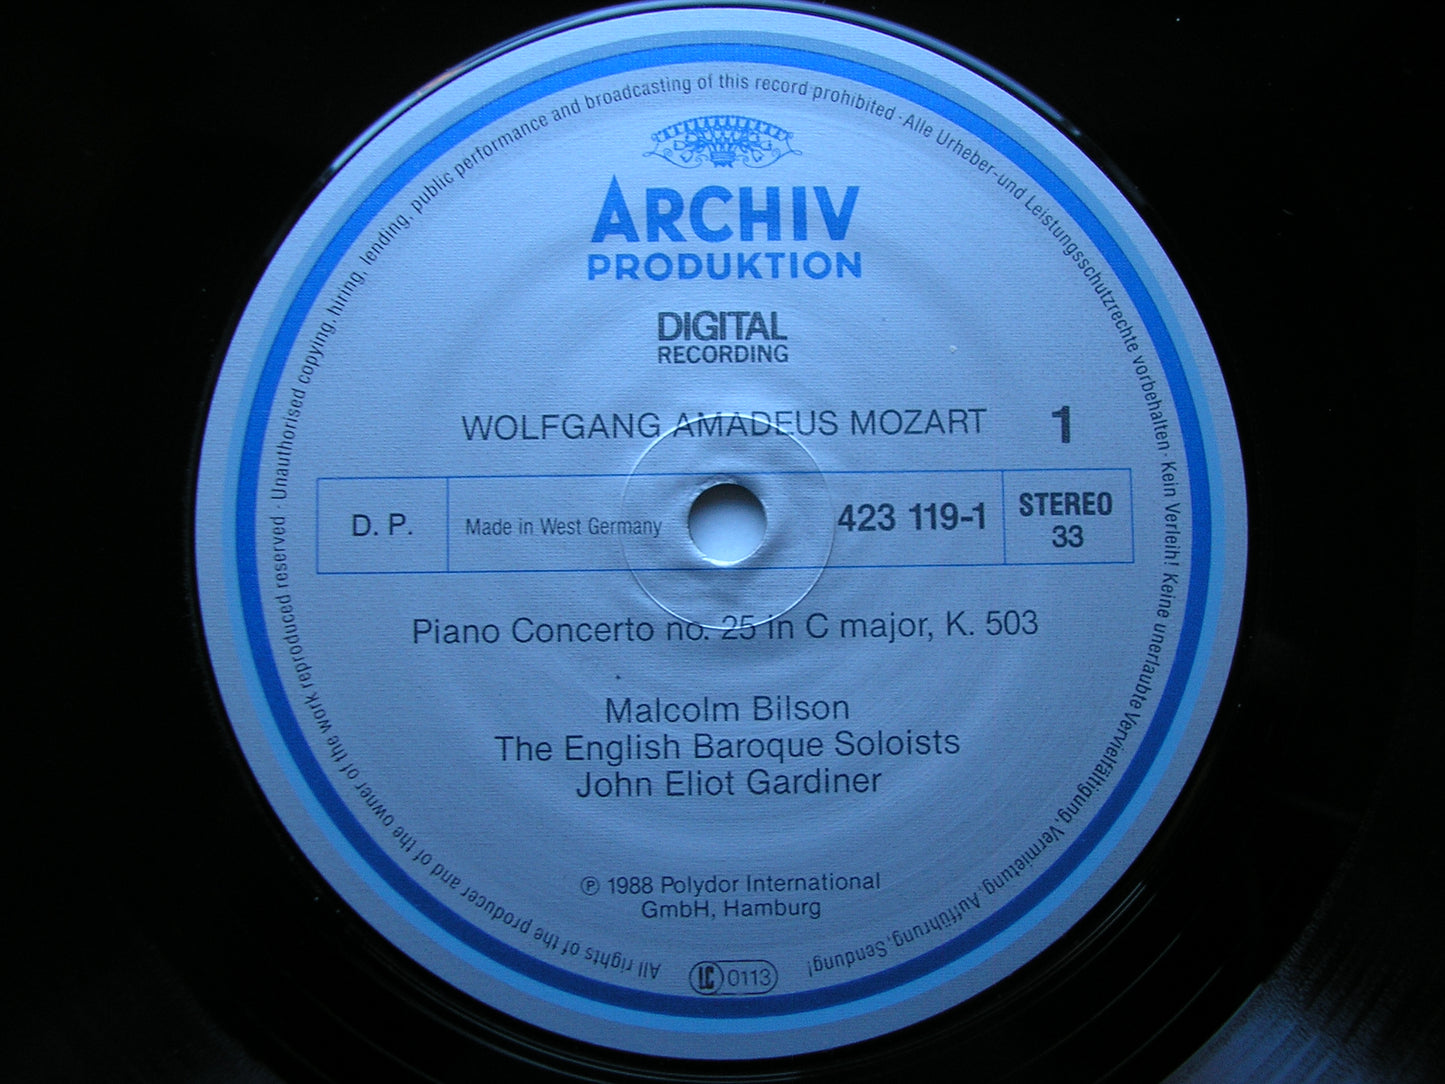 ARCHIV
PRODUKTION
DIGITAL
RECORDING
WOLFGANG AMADEUS MOZART 1
D. P. Made in West Germany 423 119-1 STEREO
33
Piano Concerto no. 25 in C major, K. 503
Malcolm Bilson
The English Baroque Soloists
John Eliot Gardiner
℗ 1988 Polydor International
GmbH, Hamburg
LC 0113
All rights of the producer and of the owner of the work reproduced reserved · Unauthorised copying, hiring, lending, public performance and broadcasting of this record prohibited · Alle Urheber-und Leistungsschutzrechte vorbehalten · Kein Verleih! Keine unerlaubte Vervielfältigung, Vermietung, Aufführung, Sendung!